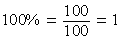 100% = 100/100 = 1